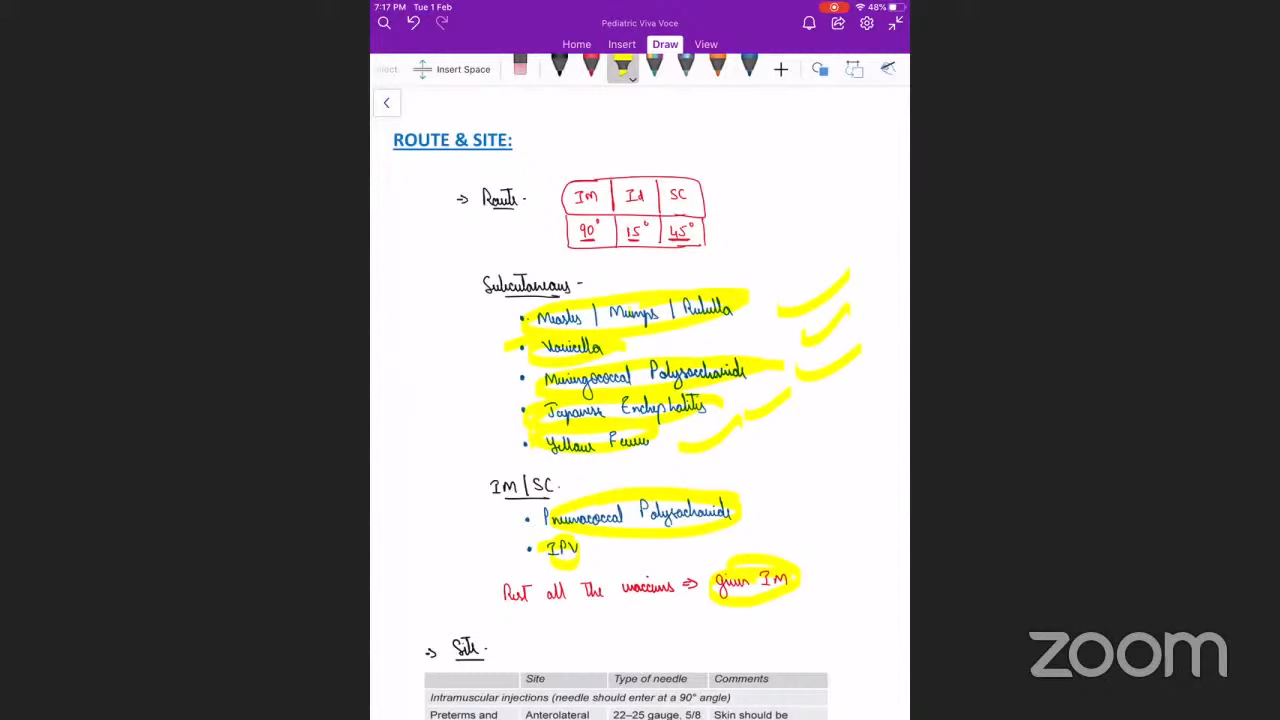 7:17 PM Tue 1 Feb 48%
Pediatric Viva Voce
Home Insert Draw View
elect Insert Space
ROUTE & SITE:
⇒ Route - IM Id SC
90° 15° 45°
Subcutaneous -
• Measles | Mumps | Rubella
• Varicella
• Meningococcal Polysaccharide
• Japanese Encephalitis
• Yellow Fever
IM/SC.
• Pneumococcal Polysacharide
• IPV
Rest all the vaccines ⇒ given IM
⇒ Site -
Site Type of needle Comments
Intramuscular injections (needle should enter at a 90° angle)
Preterms and Anterolateral 22–25 gauge, 5/8 Skin should be
zoom